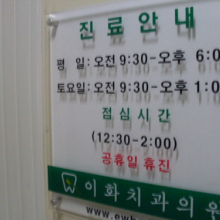 진료안내
평 일:오전 9:30-오후 6:0
토요일:오전 9:30-오후 1:0
점심시간
(12:30-2:00)
공휴일휴진
이화치과의원
www.ewh